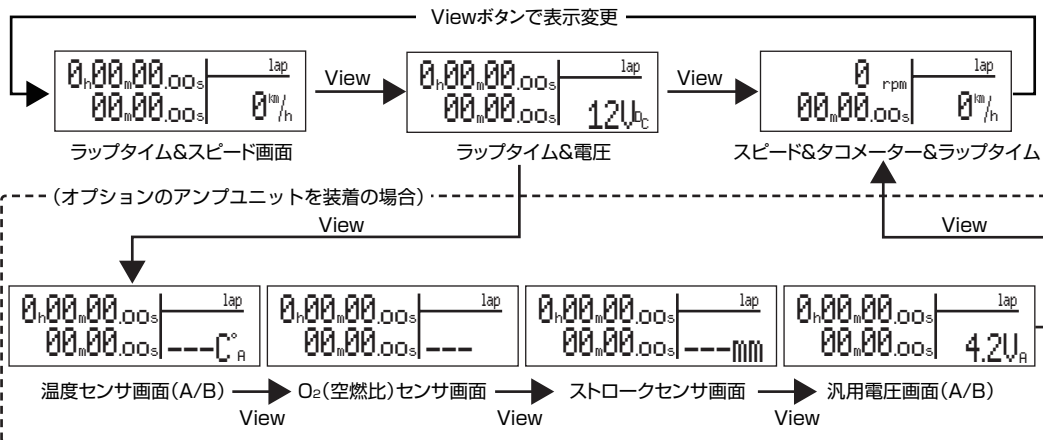 Viewボタンで表示変更
0h00m00.00s lap
00m00.00s 0km/h
View
0h00m00.00s lap
00m00.00s 12VDC
View
0 rpm lap
00m00.00s 0km/h
ラップタイム&スピード画面
ラップタイム&電圧
スピード&タコメーター&ラップタイム
(オプションのアンプユニットを装着の場合)
View
View
0h00m00.00s lap
00m00.00s ---C°A
0h00m00.00s lap
00m00.00s ---
0h00m00.00s lap
00m00.00s ---mm
0h00m00.00s lap
00m00.00s 4.2VA
温度センサ画面(A/B)
View
O₂(空燃比)センサ画面
View
ストロークセンサ画面
View
汎用電圧画面(A/B)